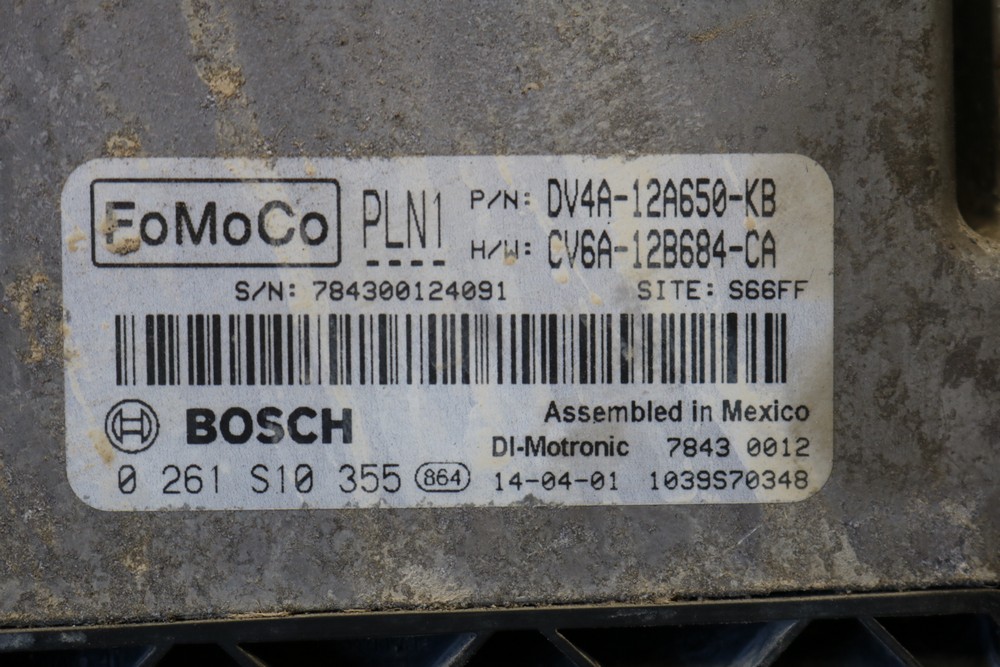 FoMoCo PLN1 P/N: DV4A-12A650-KB
H/W: CV6A-12B684-CA
S/N: 784300124091 SITE: S66FF
BOSCH Assembled in Mexico
DI-Motronic 7843 0012
0 261 S10 355 864 14-04-01 1039S70348